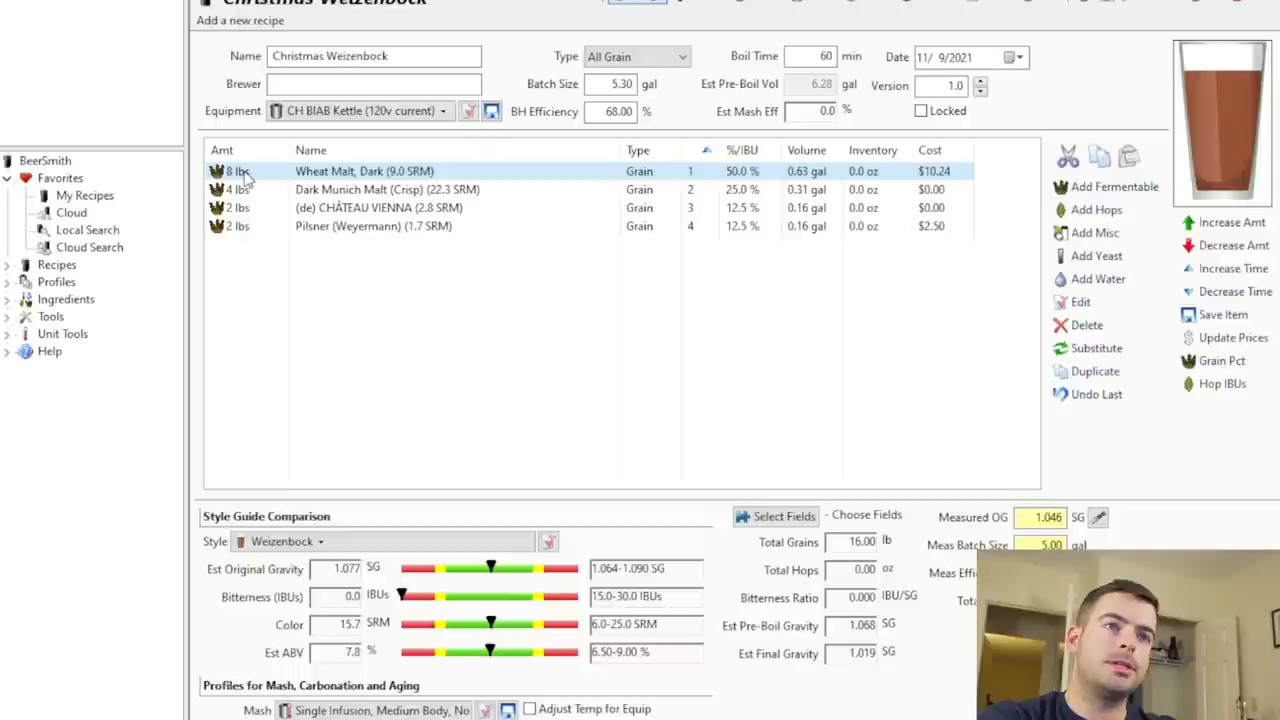 Christmas Weizenbock
Add a new recipe
Name Christmas Weizenbock Type All Grain Boil Time 60 min Date 11/ 9/2021
Brewer Batch Size 5.30 gal Est Pre-Boil Vol 6.28 gal Version 1.0
Equipment CH BIAB Kettle (120v current) BH Efficiency 68.00 % Est Mash Eff 0.0 % Locked
Amt Name Type %/IBU Volume Inventory Cost
8 lbs Wheat Malt, Dark (9.0 SRM) Grain 1 50.0 % 0.63 gal 0.0 oz $10.24
4 lbs Dark Munich Malt (Crisp) (22.3 SRM) Grain 2 25.0 % 0.31 gal 0.0 oz $0.00
2 lbs (de) CHÂTEAU VIENNA (2.8 SRM) Grain 3 12.5 % 0.16 gal 0.0 oz $0.00
2 lbs Pilsner (Weyermann) (1.7 SRM) Grain 4 12.5 % 0.16 gal 0.0 oz $2.50
BeerSmith
Favorites
My Recipes
Cloud
Local Search
Cloud Search
Recipes
Profiles
Ingredients
Tools
Unit Tools
Help
Add Fermentable
Add Hops
Add Misc
Add Yeast
Add Water
Edit
Delete
Substitute
Duplicate
Undo Last
Increase Amt
Decrease Amt
Increase Time
Decrease Time
Save Item
Update Prices
Grain Pct
Hop IBUs
Style Guide Comparison
Style Weizenbock
Est Original Gravity 1.077 SG 1.064-1.090 SG
Bitterness (IBUs) 0.0 IBUs 15.0-30.0 IBUs
Color 15.7 SRM 6.0-25.0 SRM
Est ABV 7.8 % 6.50-9.00 %
Select Fields - Choose Fields
Total Grains 16.00 lb
Total Hops 0.00 oz
Bitterness Ratio 0.000 IBU/SG
Est Pre-Boil Gravity 1.068 SG
Est Final Gravity 1.019 SG
Measured OG 1.046 SG
Meas Batch Size 5.00 gal
Meas Effi
Tot
Profiles for Mash, Carbonation and Aging
Mash Single Infusion, Medium Body, No Adjust Temp for Equip